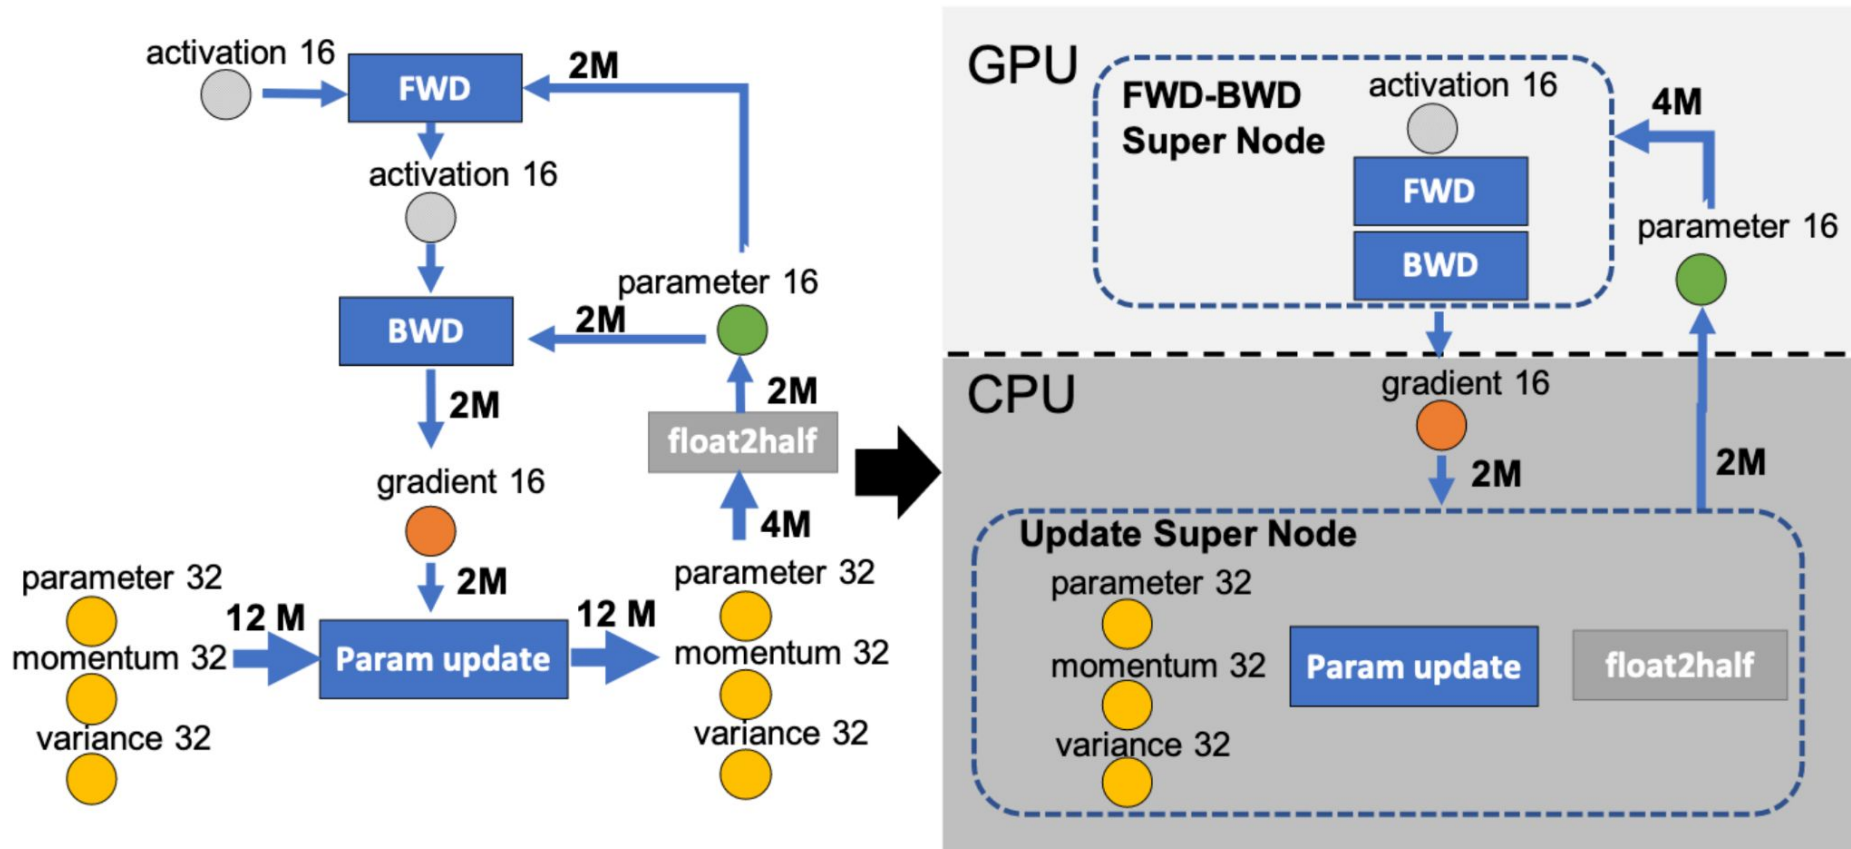 activation 16
FWD
2M
activation 16
parameter 16
BWD
2M
2M
2M
float2half
gradient 16
4M
2M
parameter 32
momentum 32
variance 32
12 M
Param update
12 M
parameter 32
momentum 32
variance 32
GPU
FWD-BWD
Super Node
activation 16
FWD
BWD
4M
parameter 16
CPU
gradient 16
2M
2M
Update Super Node
parameter 32
momentum 32
variance 32
Param update
float2half